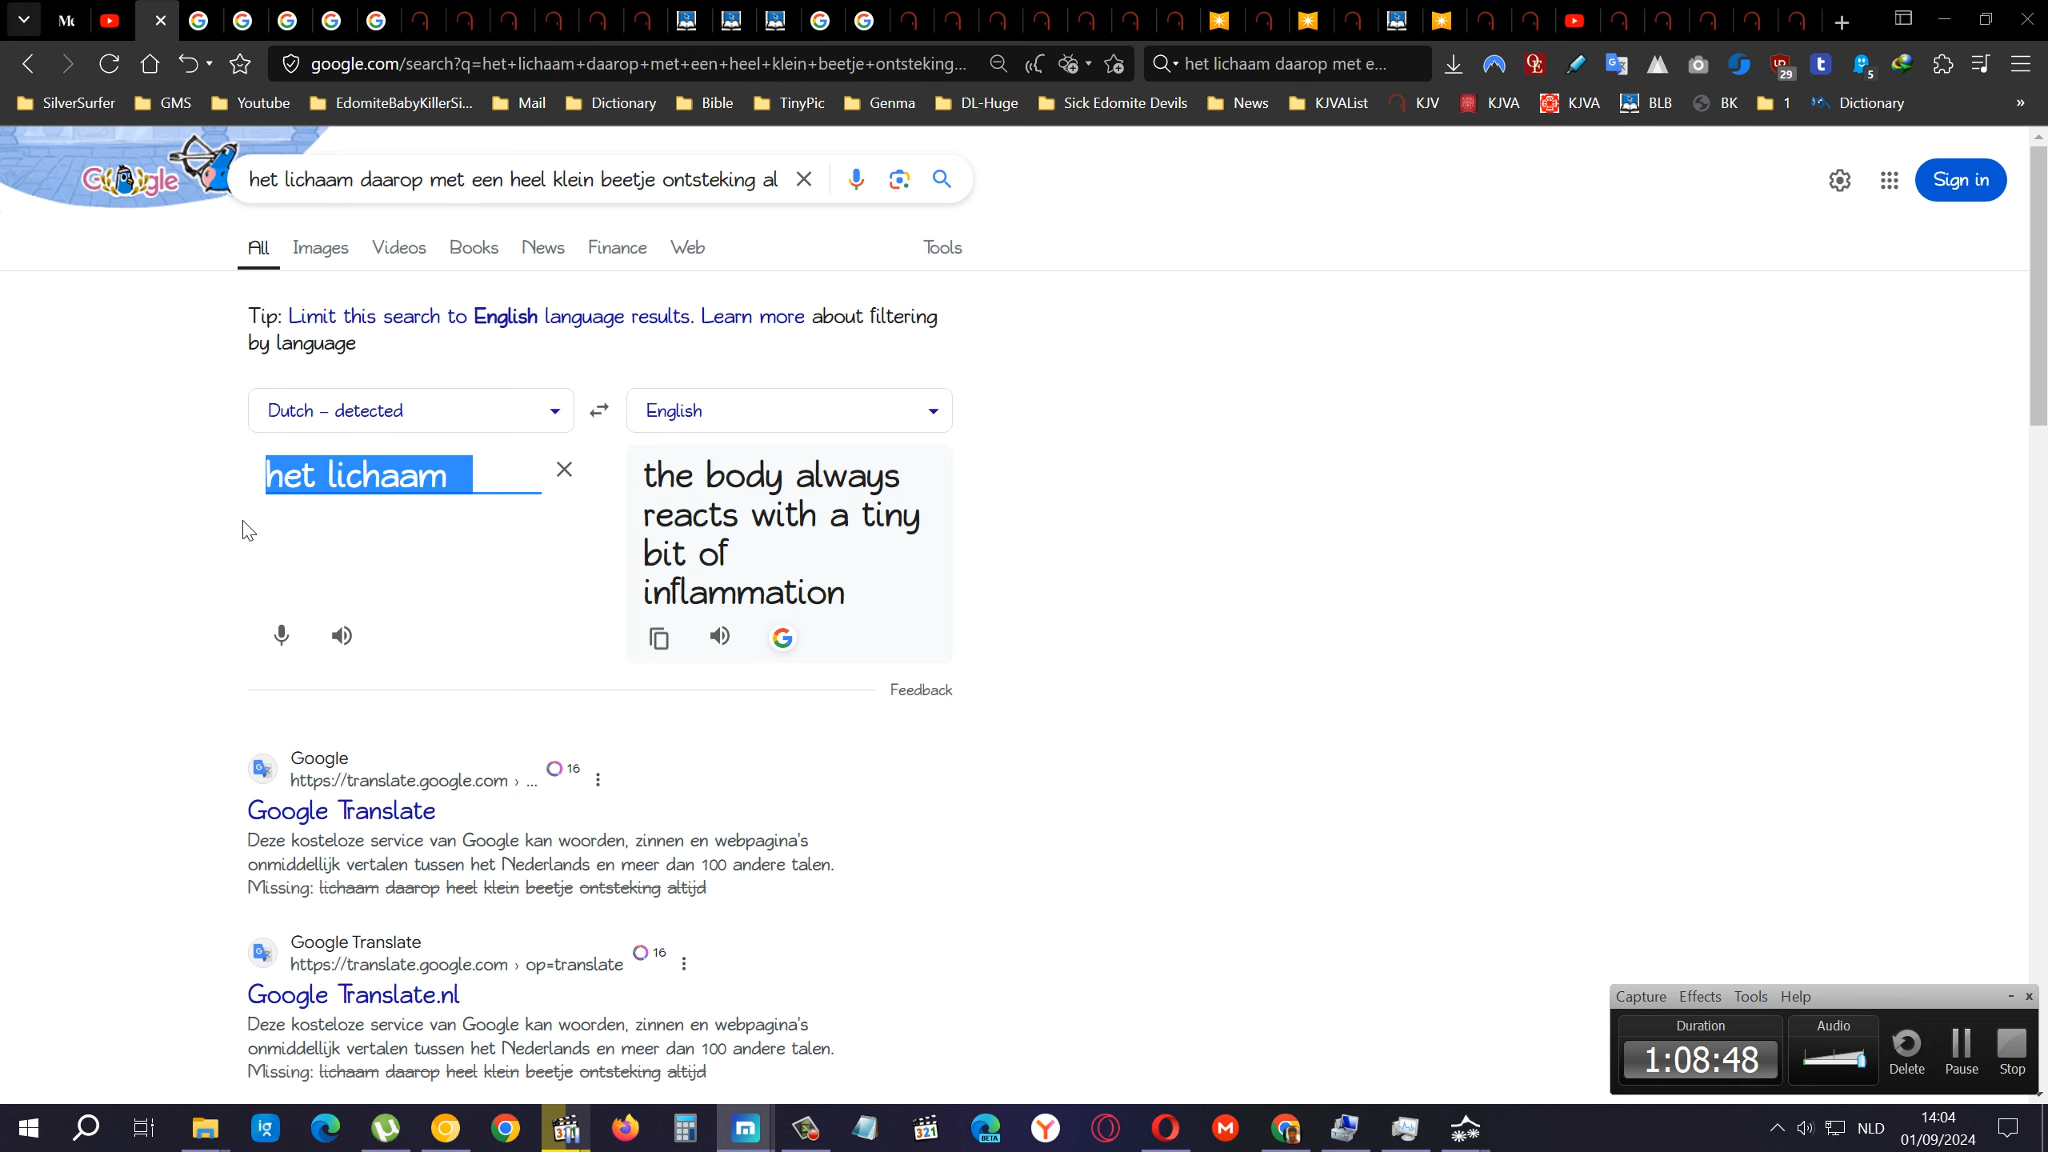 google.com/search?q=het+lichaam+daarop+met+een+heel+klein+beetje+ontsteking...
het lichaam daarop met e...
29
5
SilverSurfer
GMS
Youtube
EdomiteBabyKillerSi...
Mail
Dictionary
Bible
TinyPic
Genma
DL-Huge
Sick Edomite Devils
News
KJVAList
KJV
KJVA
KJVA
BLB
BK
1
Dictionary
»
Google
het lichaam daarop met een heel klein beetje ontsteking al
Sign in
All
Images
Videos
Books
News
Finance
Web
Tools
Tip: Limit this search to English language results. Learn more about filtering
by language
Dutch – detected
English
het lichaam
the body always
reacts with a tiny
bit of
inflammation
Feedback
Google
https://translate.google.com › ...
16
Google Translate
Deze kosteloze service van Google kan woorden, zinnen en webpagina's
onmiddellijk vertalen tussen het Nederlands en meer dan 100 andere talen.
Missing: lichaam daarop heel klein beetje ontsteking altijd
Google Translate
https://translate.google.com › op=translate
16
Google Translate.nl
Deze kosteloze service van Google kan woorden, zinnen en webpagina's
onmiddellijk vertalen tussen het Nederlands en meer dan 100 andere talen.
Missing: lichaam daarop heel klein beetje ontsteking altijd
Capture Effects Tools Help
Duration
Audio
1:08:48
Delete
Pause
Stop
321
BETA
NLD
14:04
01/09/2024